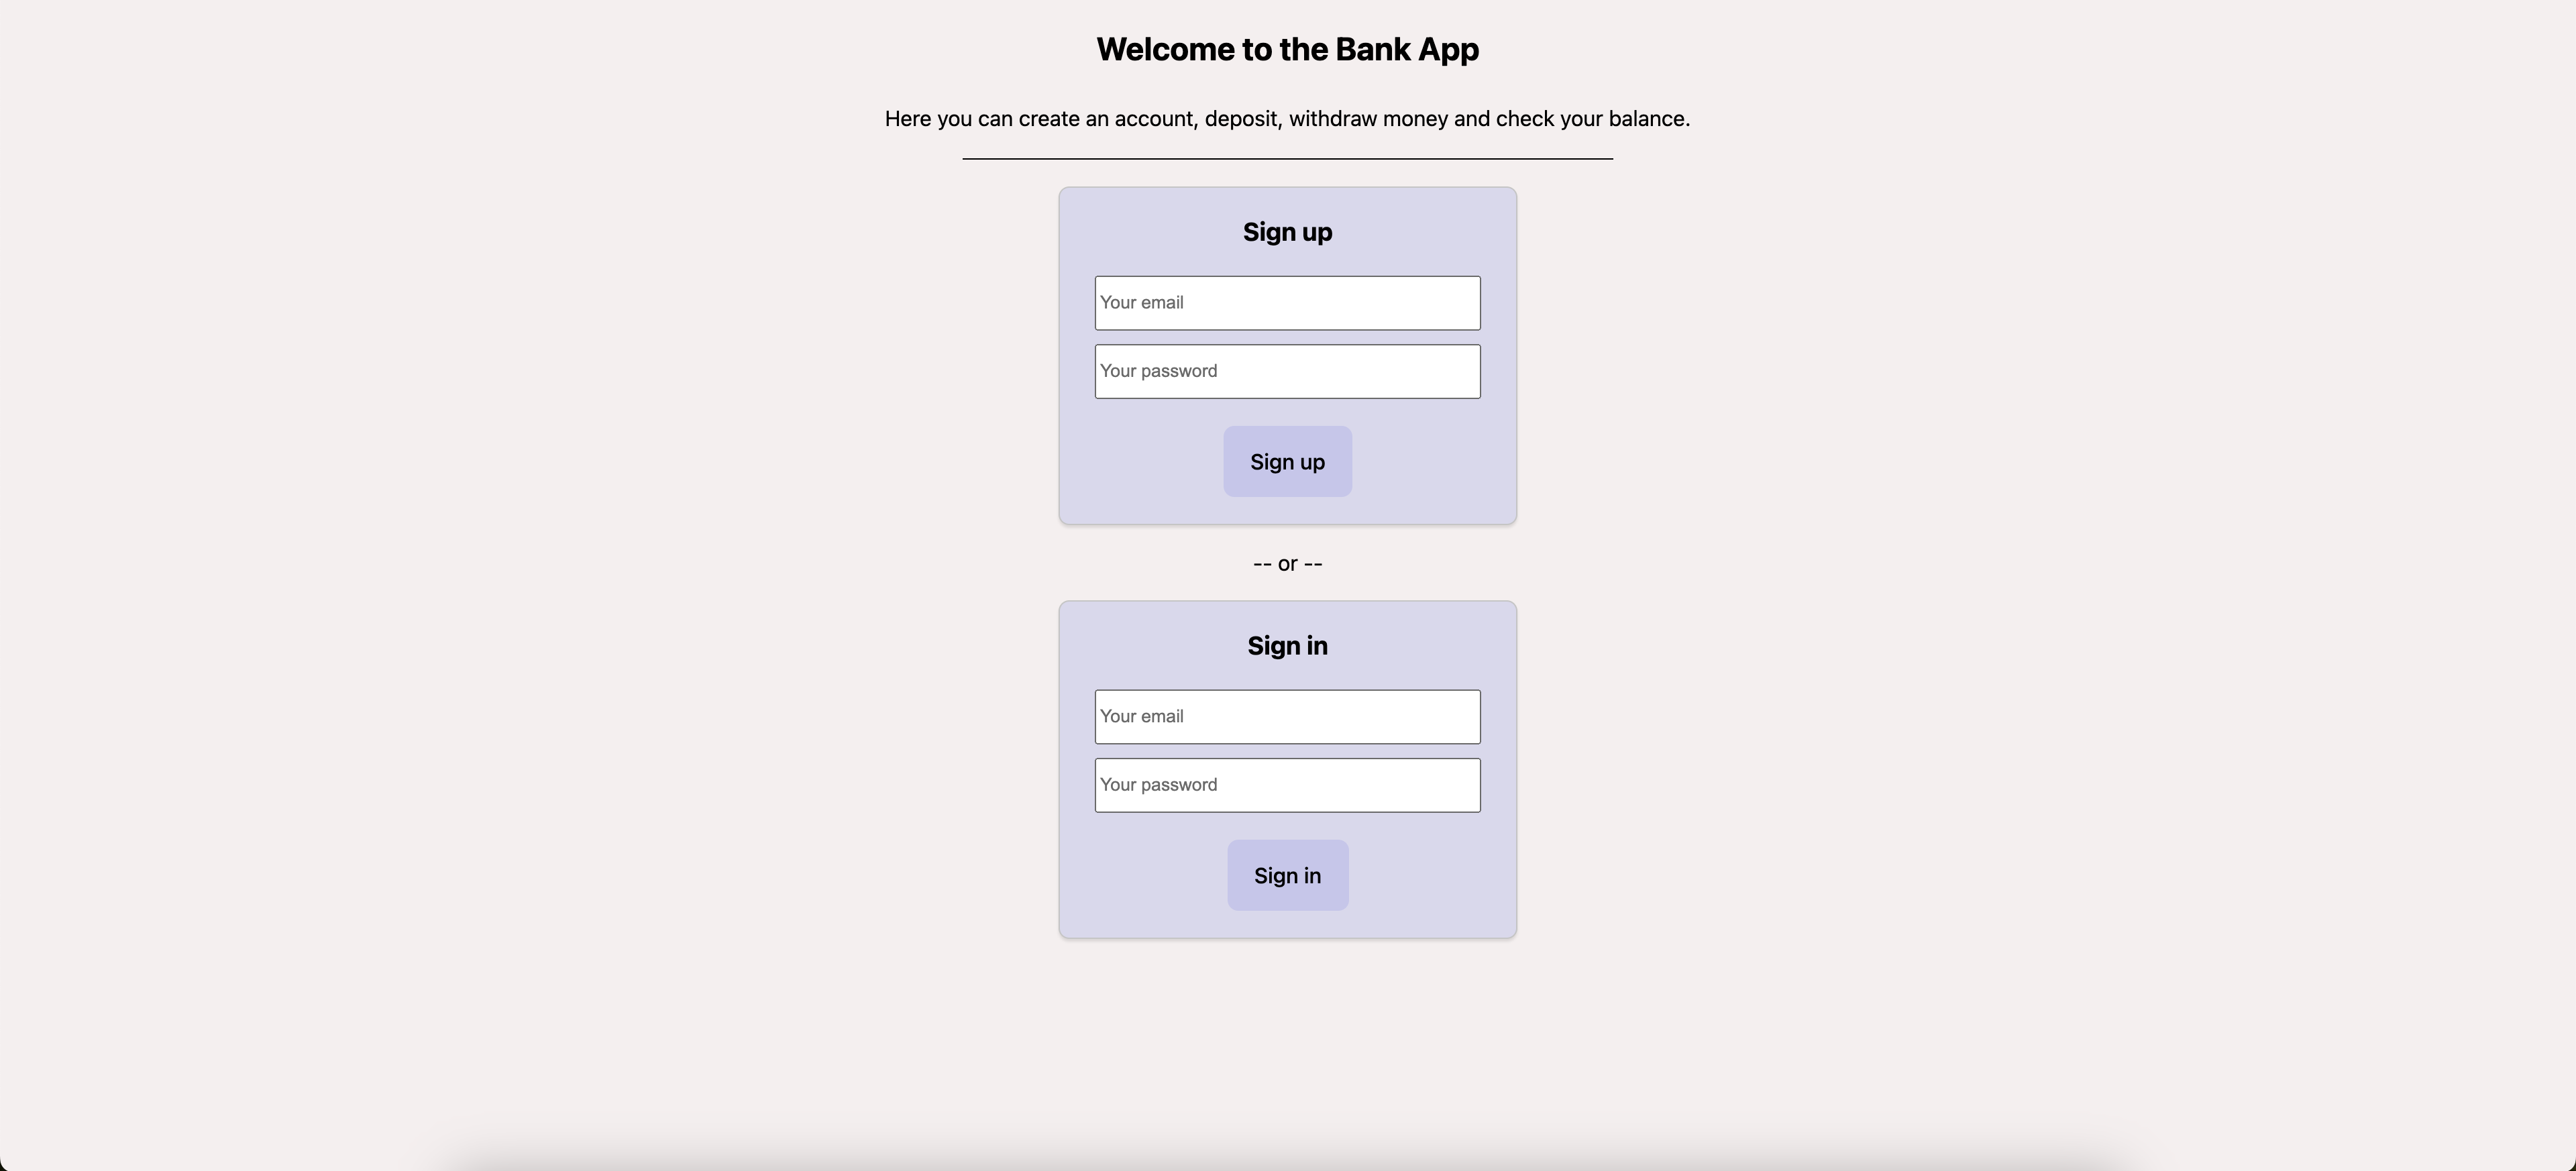 Welcome to the Bank App
Here you can create an account, deposit, withdraw money and check your balance.
Sign up
Your email
Your password
Sign up
-- or --
Sign in
Your email
Your password
Sign in